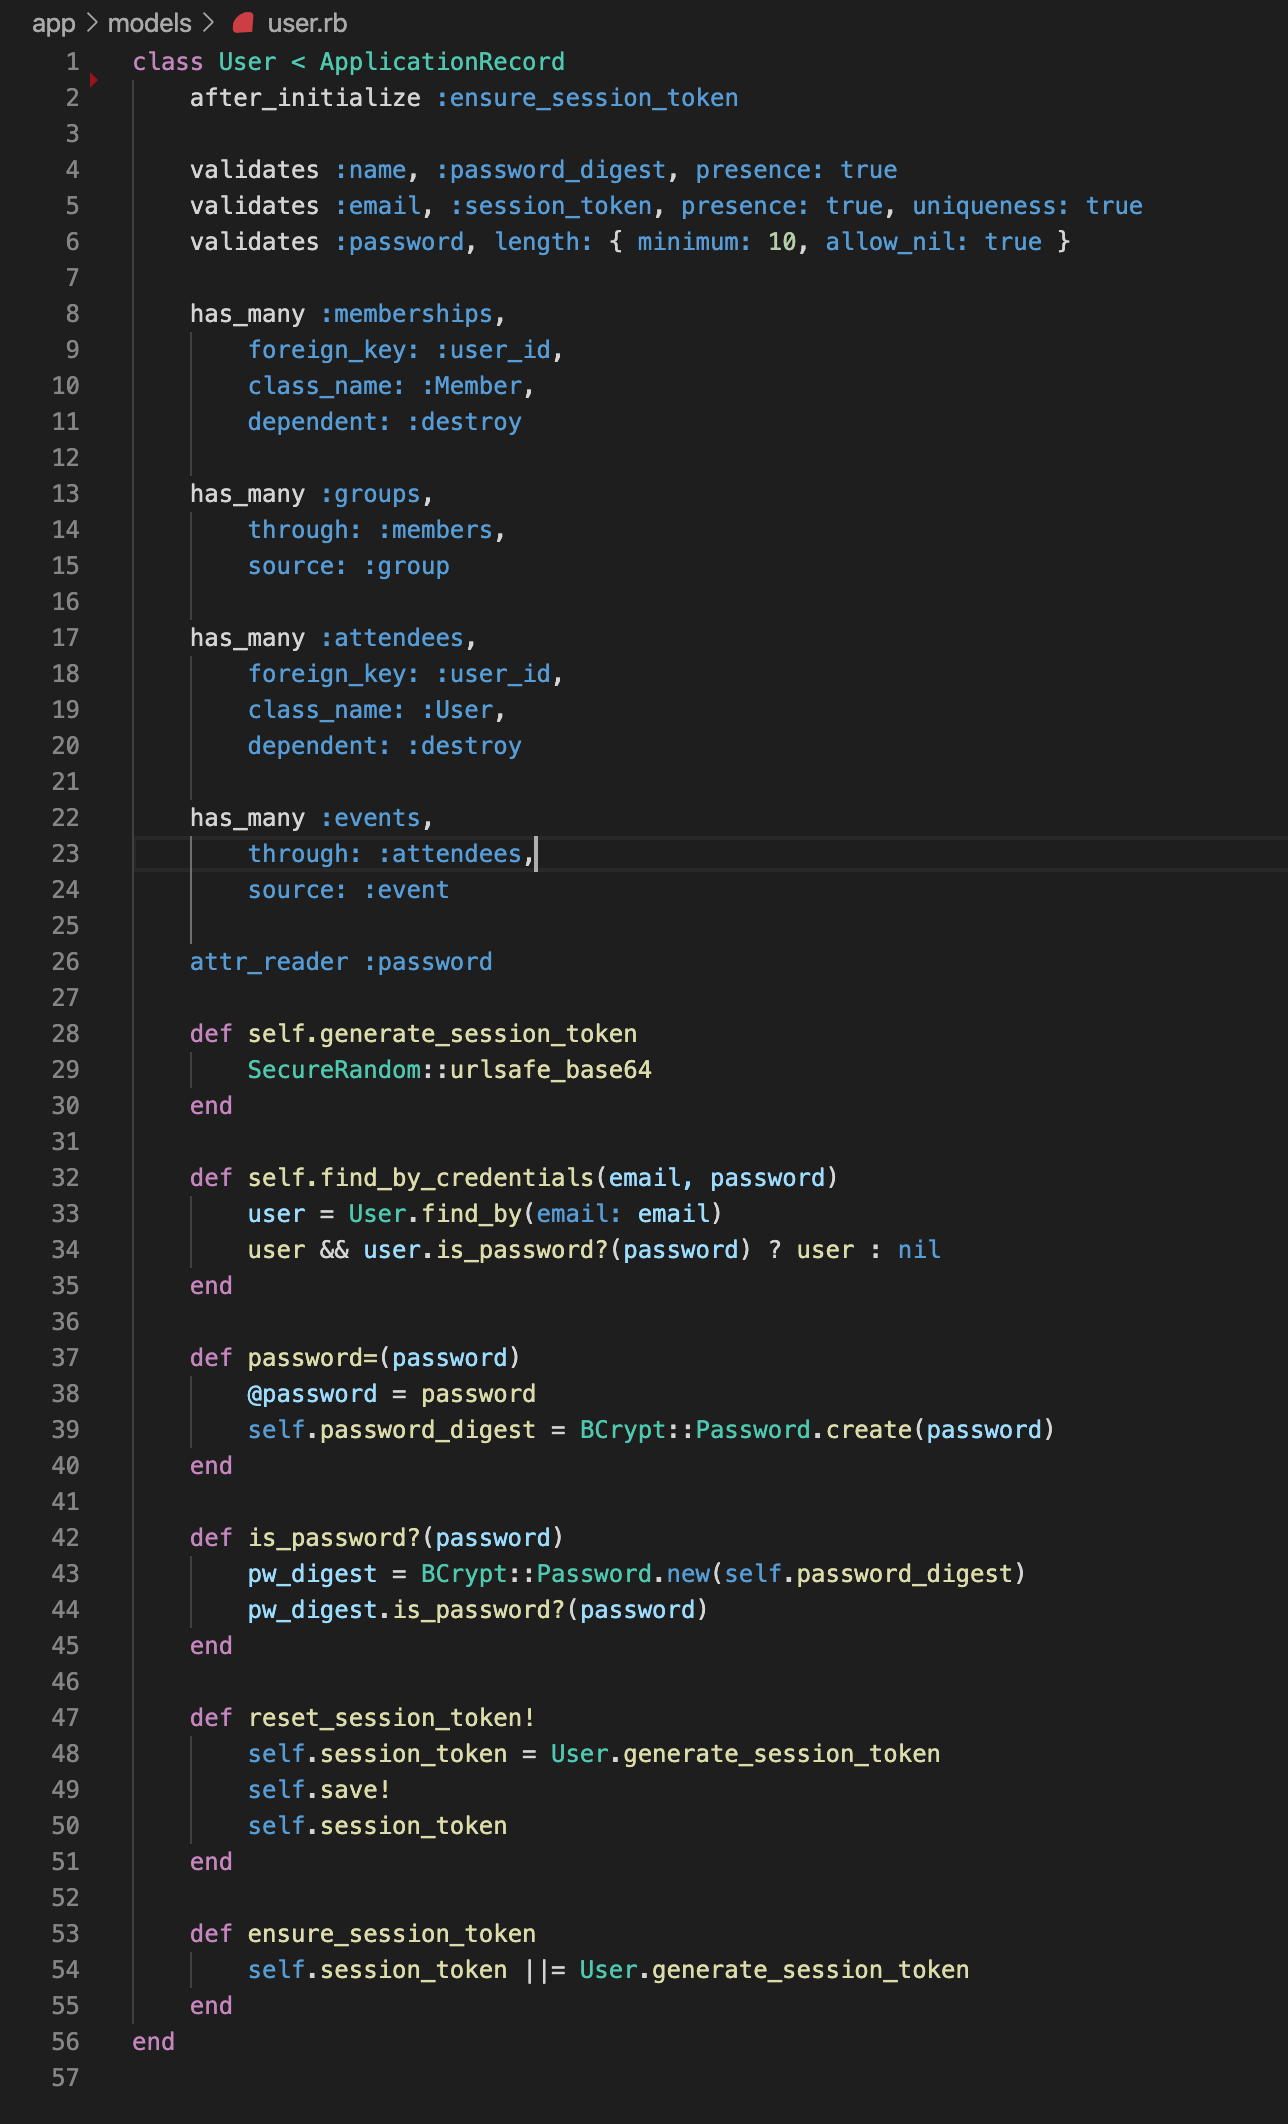 app > models > user.rb
1 class User < ApplicationRecord
2     after_initialize :ensure_session_token
3
4     validates :name, :password_digest, presence: true
5     validates :email, :session_token, presence: true, uniqueness: true
6     validates :password, length: { minimum: 10, allow_nil: true }
7
8     has_many :memberships,
9         foreign_key: :user_id,
10         class_name: :Member,
11         dependent: :destroy
12
13     has_many :groups,
14         through: :members,
15         source: :group
16
17     has_many :attendees,
18         foreign_key: :user_id,
19         class_name: :User,
20         dependent: :destroy
21
22     has_many :events,
23         through: :attendees,
24         source: :event
25
26     attr_reader :password
27
28     def self.generate_session_token
29         SecureRandom::urlsafe_base64
30     end
31
32     def self.find_by_credentials(email, password)
33         user = User.find_by(email: email)
34         user && user.is_password?(password) ? user : nil
35     end
36
37     def password=(password)
38         @password = password
39         self.password_digest = BCrypt::Password.create(password)
40     end
41
42     def is_password?(password)
43         pw_digest = BCrypt::Password.new(self.password_digest)
44         pw_digest.is_password?(password)
45     end
46
47     def reset_session_token!
48         self.session_token = User.generate_session_token
49         self.save!
50         self.session_token
51     end
52
53     def ensure_session_token
54         self.session_token ||= User.generate_session_token
55     end
56 end
57